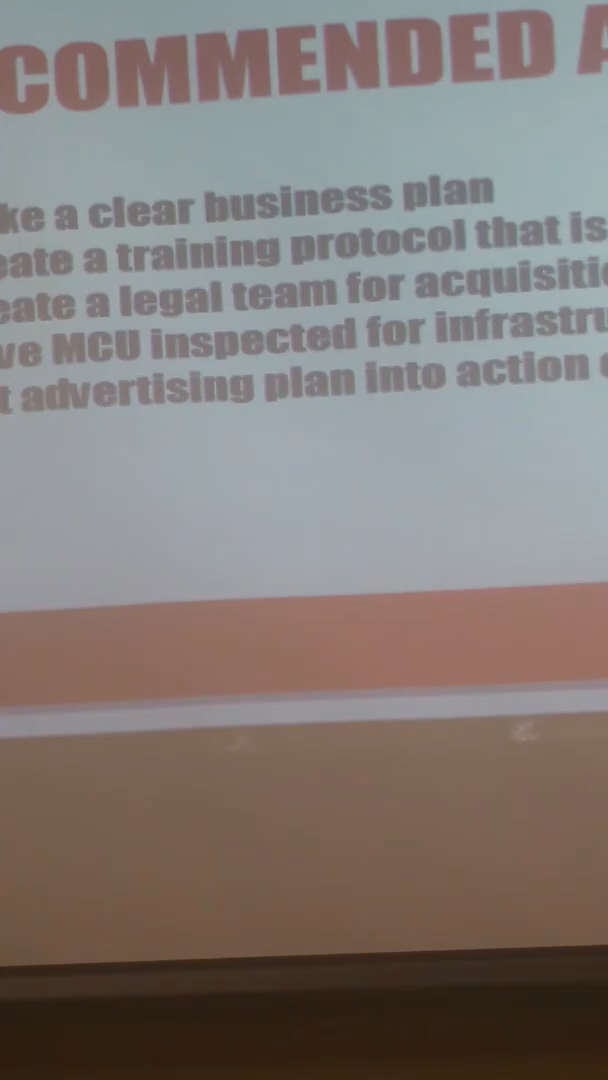 COMMENDED A
ke a clear business plan
eate a training protocol that is
eate a legal team for acquisitio
ve MCU inspected for infrastru
t advertising plan into action